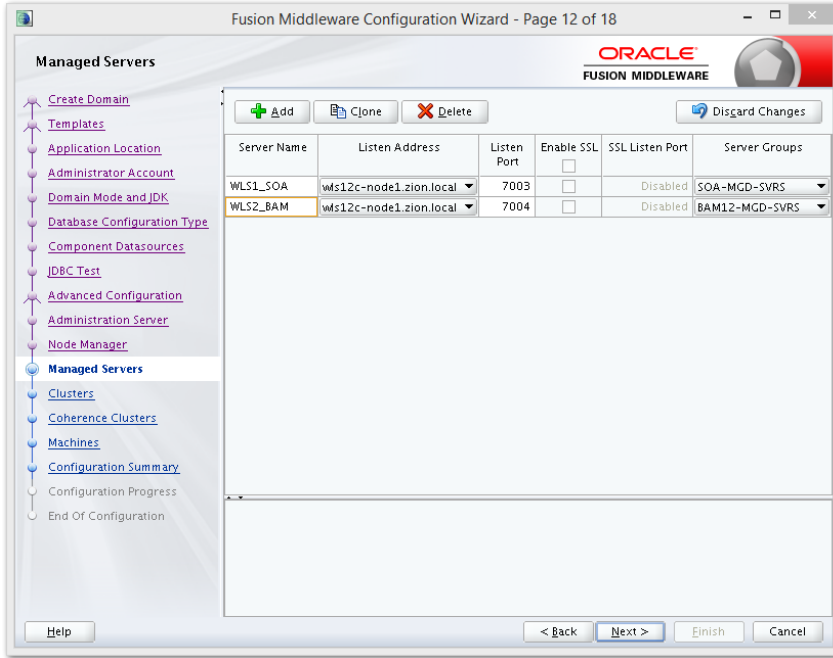 Fusion Middleware Configuration Wizard - Page 12 of 18
Managed Servers
ORACLE
FUSION MIDDLEWARE
Create Domain
Templates
Application Location
Administrator Account
Domain Mode and JDK
Database Configuration Type
Component Datasources
JDBC Test
Advanced Configuration
Administration Server
Node Manager
Managed Servers
Clusters
Coherence Clusters
Machines
Configuration Summary
Configuration Progress
End Of Configuration
Add Clone Delete Discard Changes
Server Name Listen Address Listen Port Enable SSL SSL Listen Port Server Groups
WLS1_SOA wls12c-node1.zion.local 7003 Disabled SOA-MGD-SVRS
WLS2_BAM wls12c-node1.zion.local 7004 Disabled BAM12-MGD-SVRS
Help < Back Next > Finish Cancel